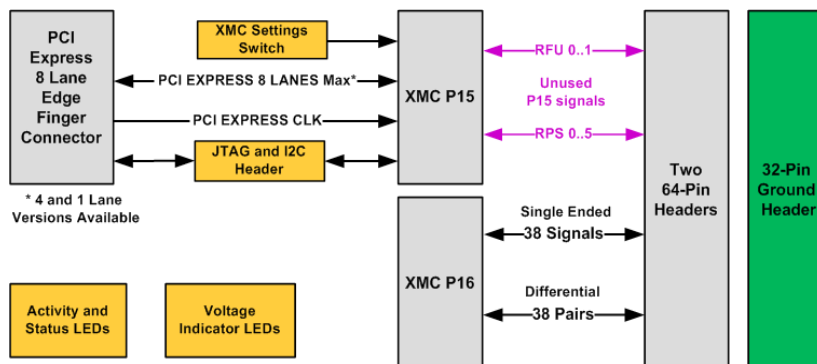 PCI
Express
8 Lane
Edge
Finger
Connector
* 4 and 1 Lane
Versions Available
XMC Settings
Switch
PCI EXPRESS 8 LANES Max*
PCI EXPRESS CLK
JTAG and I2C
Header
XMC P15
RFU 0..1
Unused
P15 signals
RPS 0..5
XMC P16
Single Ended
38 Signals
Differential
38 Pairs
Two
64-Pin
Headers
32-Pin
Ground
Header
Activity and
Status LEDs
Voltage
Indicator LEDs